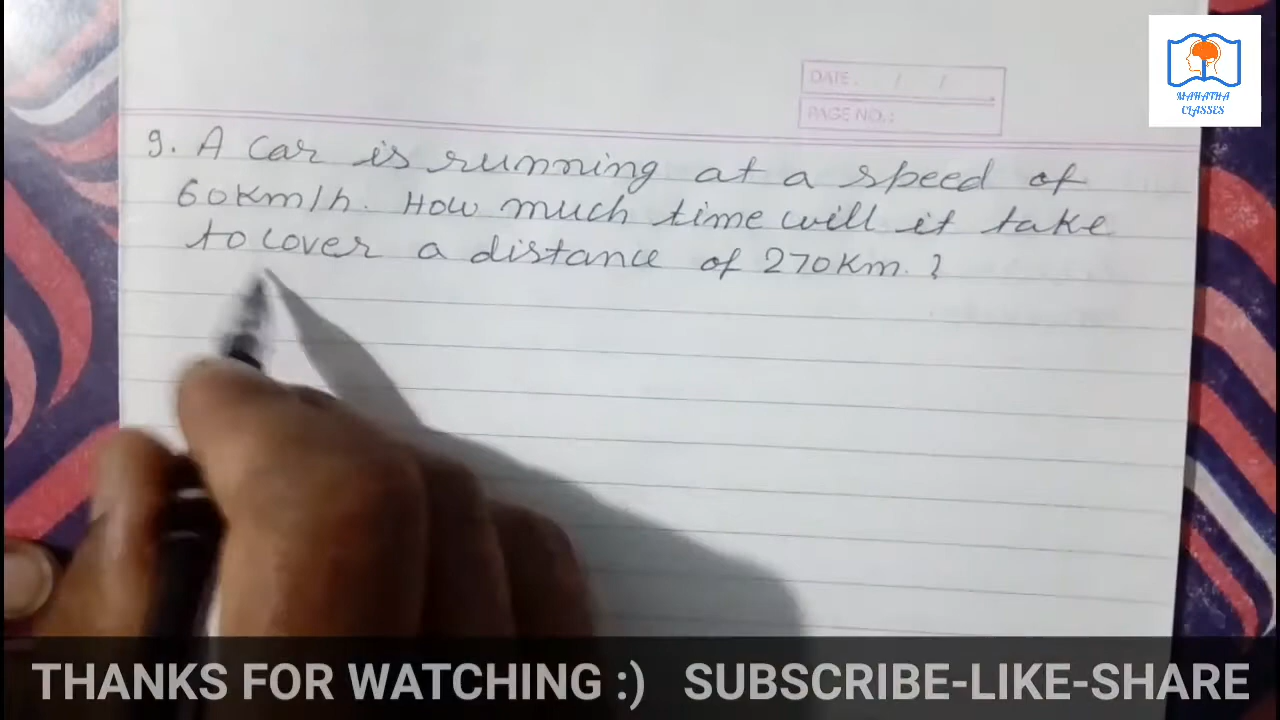 MAHATHA
CLASSES
DATE : / /
PAGE NO. :
9. A car is running at a speed of
60km/h. How much time will it take
to cover a distance of 270km. ?
THANKS FOR WATCHING :) SUBSCRIBE-LIKE-SHARE